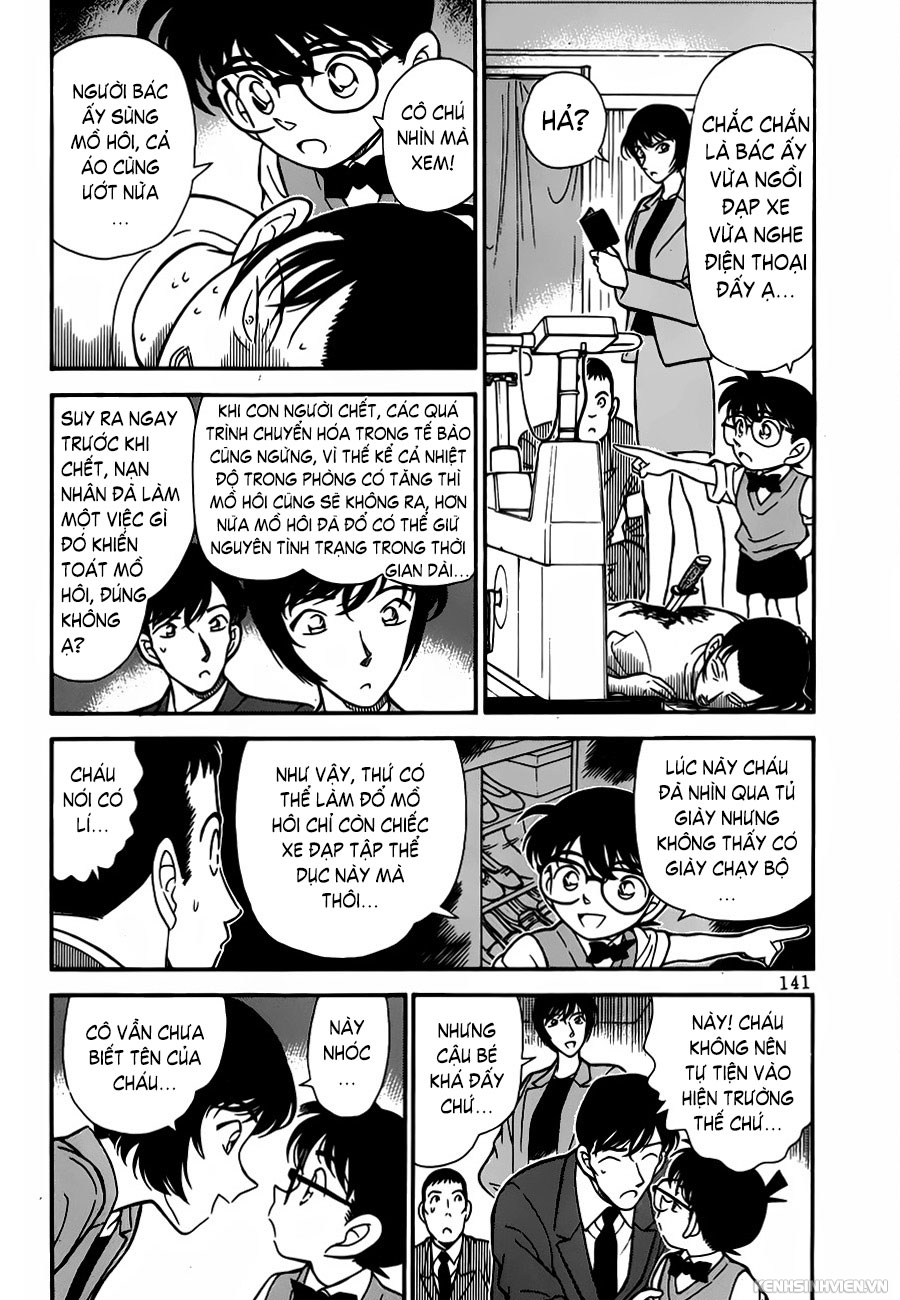 CHẮC CHẮN
LÀ BÁC ẤY
VỪA NGỒI
ĐẠP XE
VỪA NGHE
ĐIỆN THOẠI
ĐẤY Ạ...
HẢ?
CÔ CHÚ
NHÌN MÀ
XEM!
NGƯỜI BÁC
ẤY SŨNG
MỒ HÔI, CẢ
ÁO CŨNG
ƯỚT NỮA
...
KHI CON NGƯỜI CHẾT, CÁC QUÁ
TRÌNH CHUYỂN HÓA TRONG TẾ BÀO
CŨNG NGỪNG, VÌ THẾ KỂ CẢ NHIỆT
ĐỘ TRONG PHÒNG CÓ TĂNG THÌ
MỒ HÔI CŨNG SẼ KHÔNG RA, HƠN
NỮA MỒ HÔI ĐÃ ĐỔ CÓ THỂ GIỮ
NGUYÊN TÌNH TRẠNG TRONG THỜI
GIAN DÀI...
SUY RA NGAY
TRƯỚC KHI
CHẾT, NẠN
NHÂN ĐÃ LÀM
MỘT VIỆC GÌ
ĐÓ KHIẾN
TOÁT MỒ
HÔI, ĐÚNG
KHÔNG
Ạ?
LÚC NÃY CHÁU
ĐÃ NHÌN QUA TỦ
GIÀY NHƯNG
KHÔNG THẤY CÓ
GIÀY CHẠY BỘ
...
NHƯ VẬY, THỨ CÓ
THỂ LÀM ĐỔ MỒ
HÔI CHỈ CÒN CHIẾC
XE ĐẠP TẬP THỂ
DỤC NÀY MÀ
THÔI...
CHÁU
NÓI CÓ
LÍ...
141
NÀY! CHÁU
KHÔNG NÊN
TỰ TIỆN VÀO
HIỆN TRƯỜNG
THẾ CHỨ...
NHƯNG
CẬU BÉ
KHÁ ĐẤY
CHỨ...
NÀY
NHÓC
...
CÔ VẪN CHƯA
BIẾT TÊN CỦA
CHÁU...
KENHSINHVIEN.VN